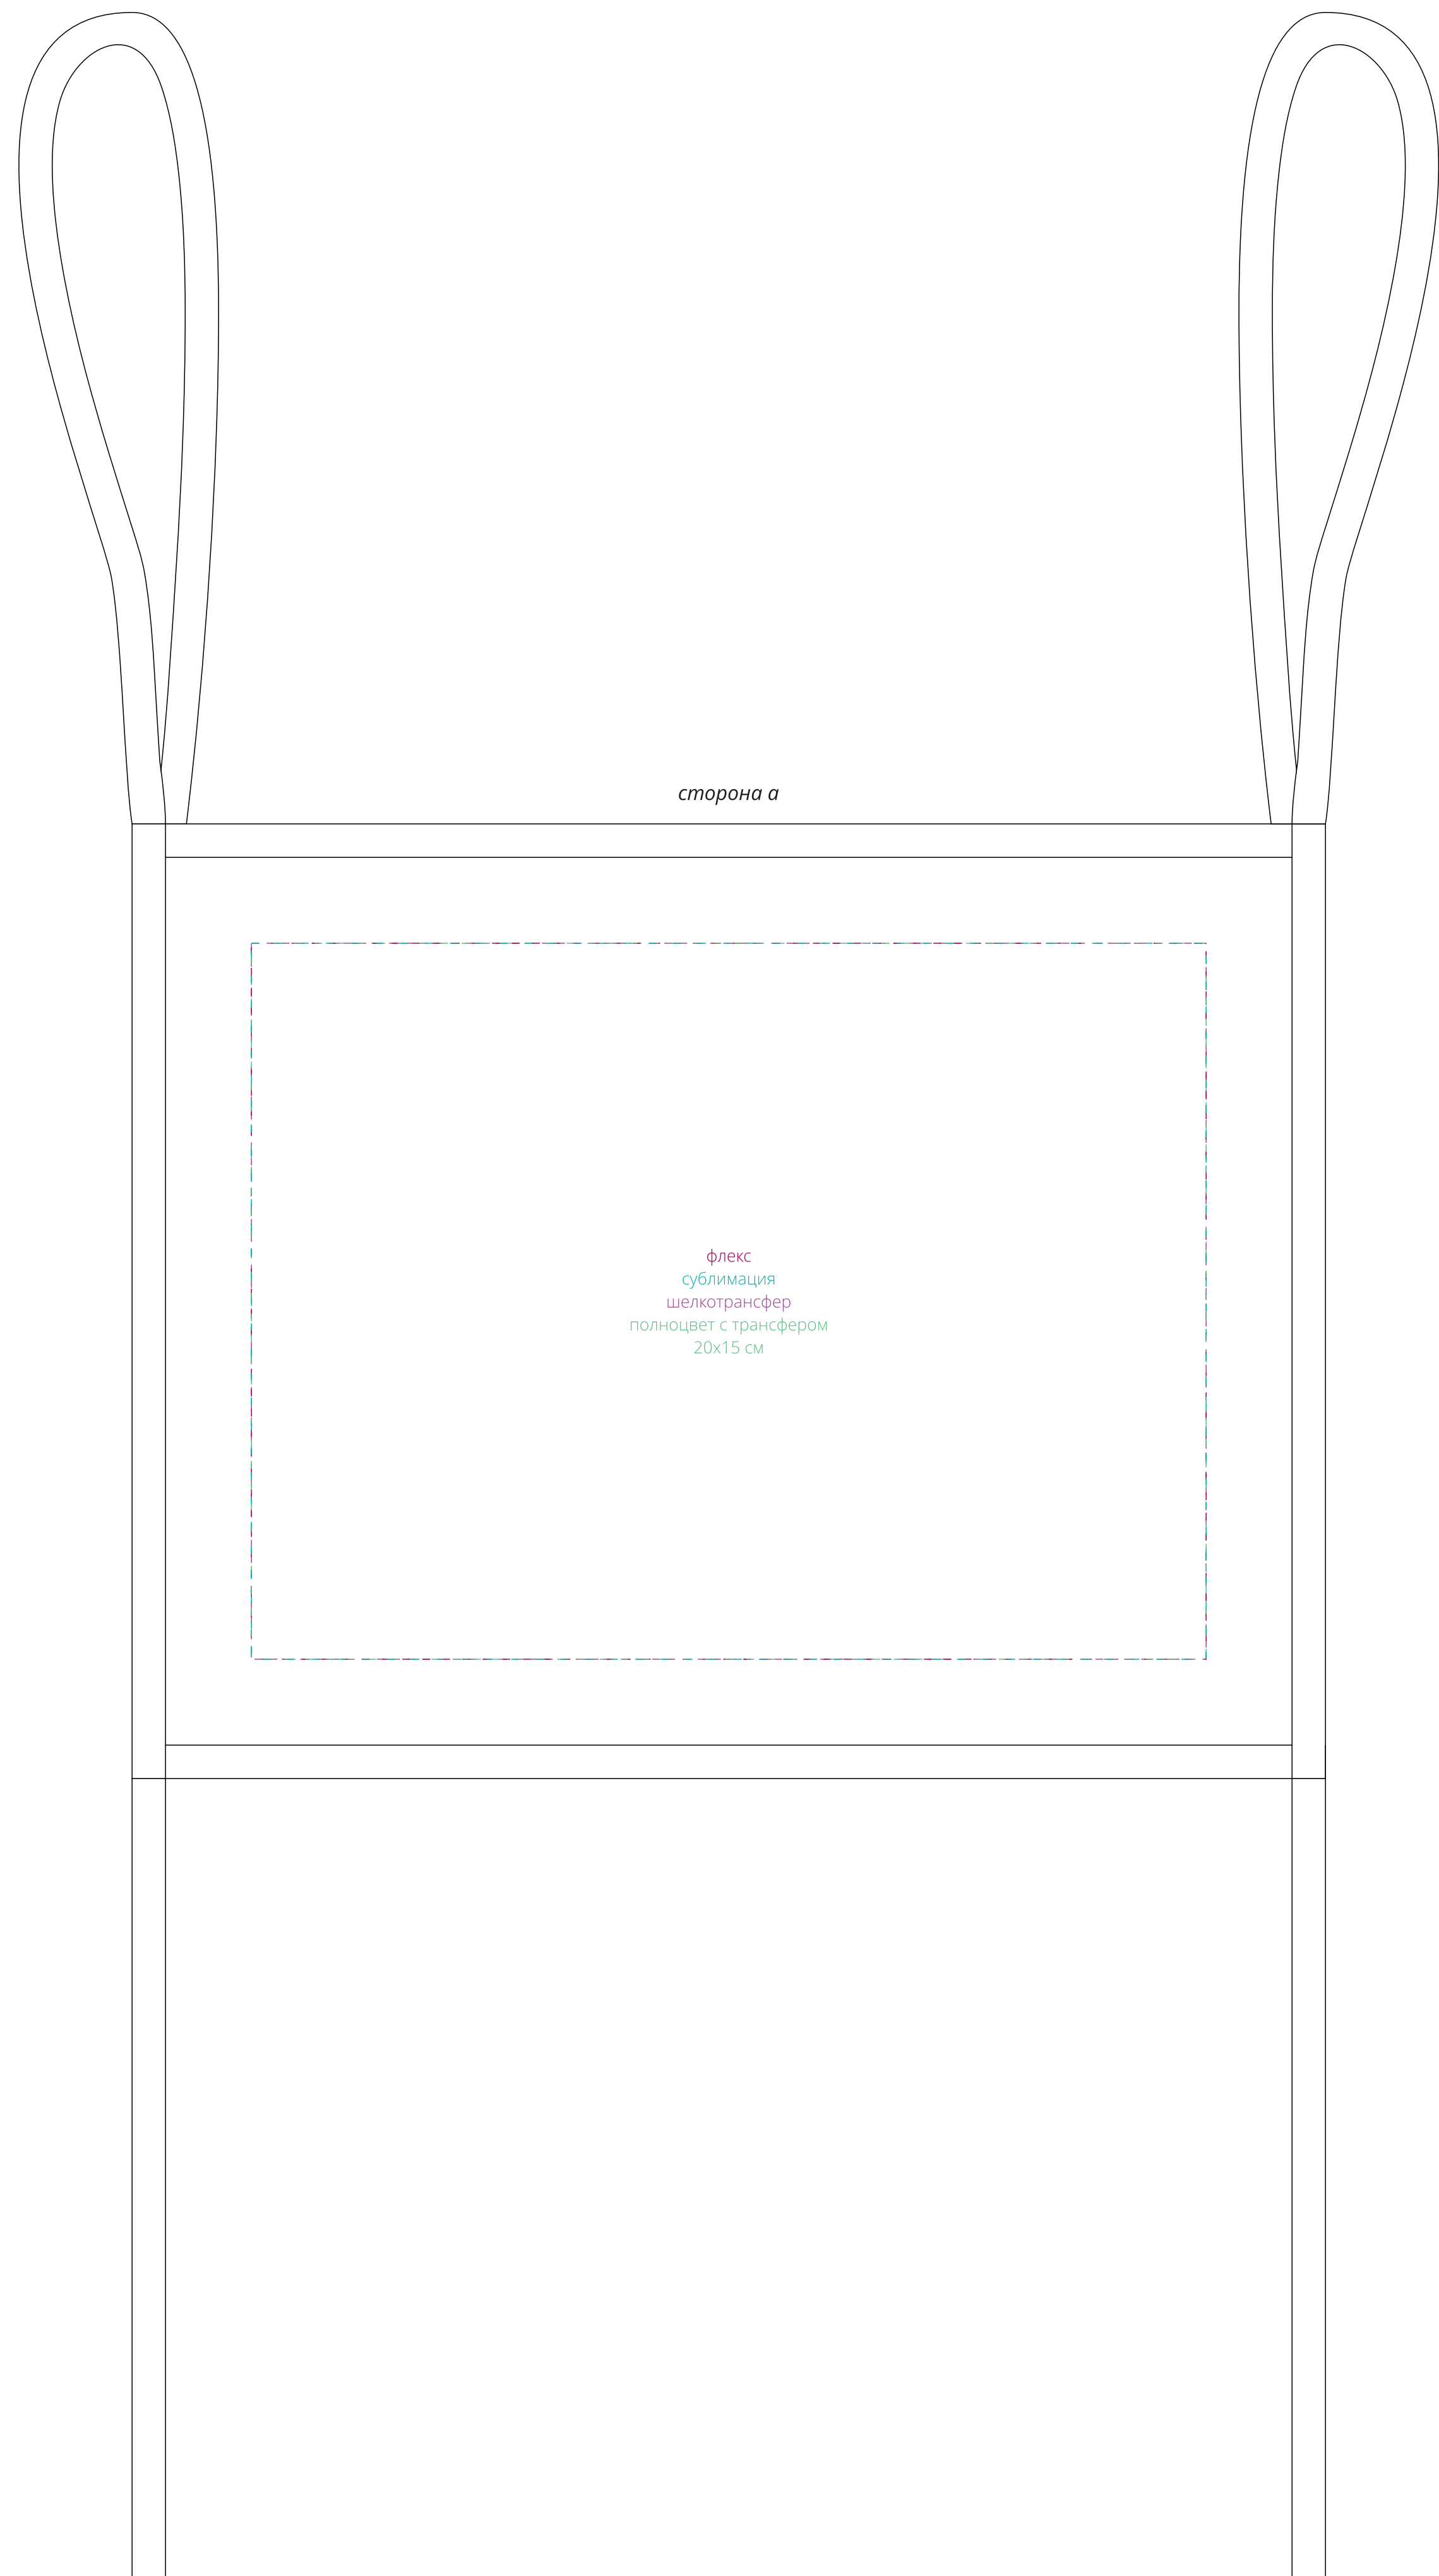 сторона а
флекс
сублимация
шелкотрансфер
полноцвет с трансфером
20х15 см